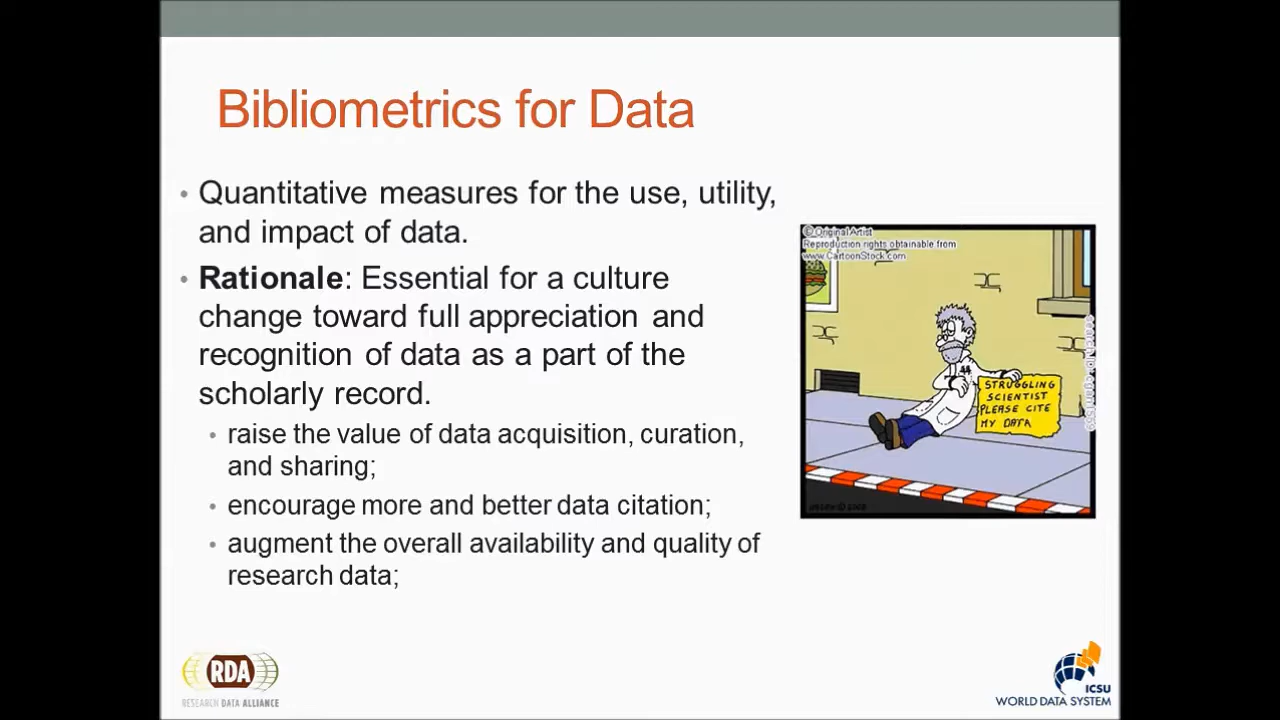 Bibliometrics for Data
• Quantitative measures for the use, utility,
and impact of data.
• Rationale: Essential for a culture
change toward full appreciation and
recognition of data as a part of the
scholarly record.
• raise the value of data acquisition, curation,
and sharing;
• encourage more and better data citation;
• augment the overall availability and quality of
research data;
© Original Artist
Reproduction rights obtainable from
www.CartoonStock.com
STRUGGLING
SCIENTIST
PLEASE CITE
MY DATA
RDA
RESEARCH DATA ALLIANCE
ICSU
WORLD DATA SYSTEM